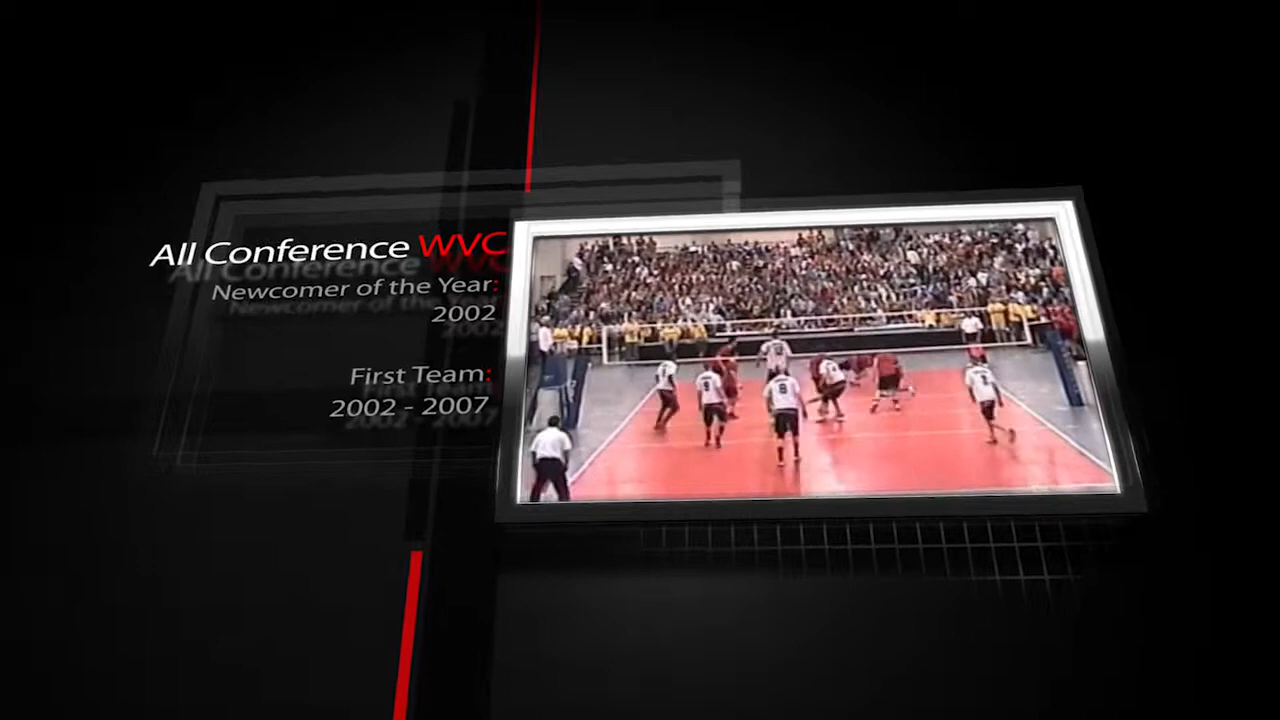 All Conference WVC
Newcomer of the Year:
2002
First Team:
2002 - 2007